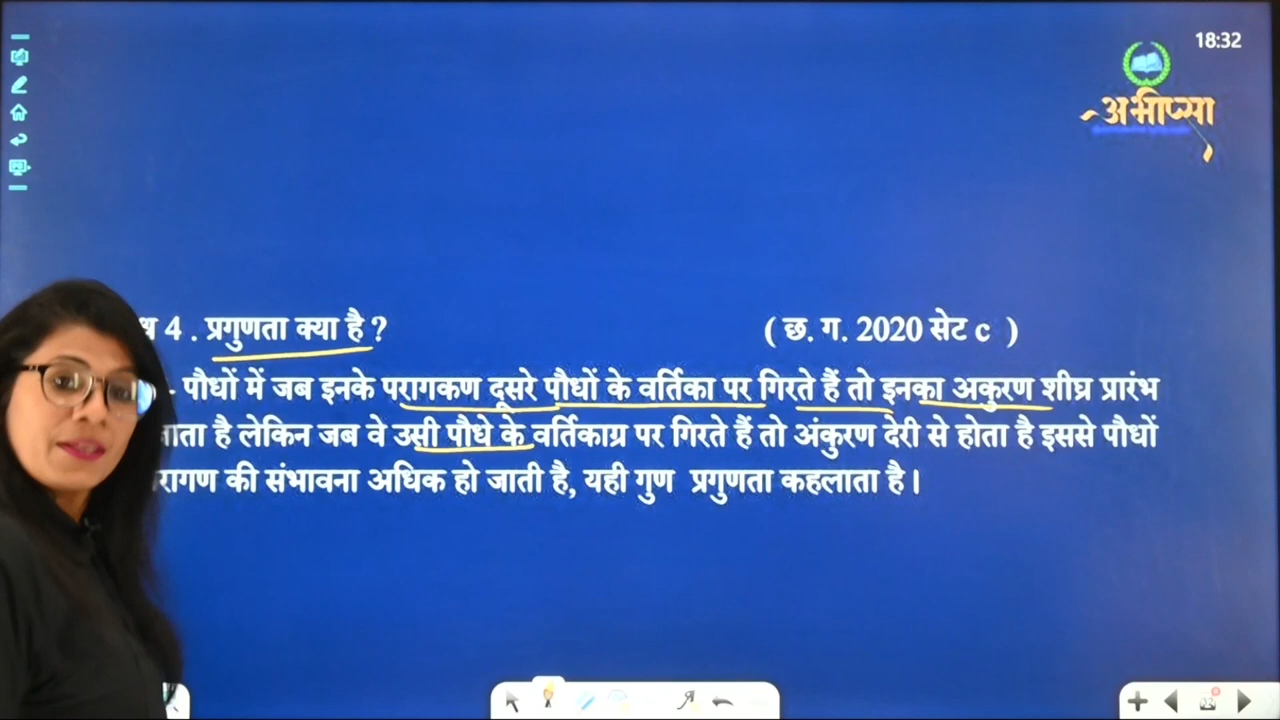 18:32
अभीप्सा
4 . प्रगुणता क्या है ? ( छ. ग. 2020 सेट c )
- पौधों में जब इनके परागकण दूसरे पौधों के वर्तिका पर गिरते हैं तो इनका अकुरण शीघ्र प्रारंभ
है लेकिन जब वे उसी पौधे के वर्तिकाग्र पर गिरते हैं तो अंकुरण देरी से होता है इससे पौधों
की संभावना अधिक हो जाती है, यही गुण प्रगुणता कहलाता है ।